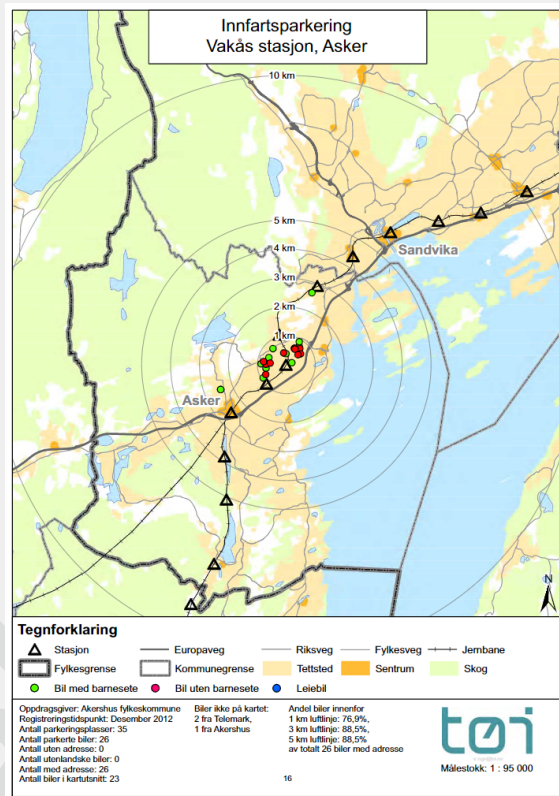 Innfartsparkering
Vakås stasjon, Asker
10 km
5 km
4 km
Sandvika
3 km
2 km
1 km
Asker
N
Tegnforklaring
Stasjon
Europaveg
Riksveg
Fylkesveg
Jernbane
Fylkesgrense
Kommunegrense
Tettsted
Sentrum
Skog
Bil med barnesete
Bil uten barnesete
Leiebil
Oppdragsgiver: Akershus fylkeskommune
Registreringstidspunkt: Desember 2012
Antall parkeringsplasser: 35
Antall parkerte biler: 26
Antall uten adresse: 0
Antall utenlandske biler: 0
Antall med adresse: 26
Antall biler i kartutsnitt: 23
Biler ikke på kartet:
2 fra Telemark,
1 fra Akershus
Andel biler innenfor
1 km luftlinje: 76,9%,
3 km luftlinje: 88,5%,
5 km luftlinje: 88,5%
av totalt 26 biler med adresse
16
tøi
Målestokk: 1 : 95 000